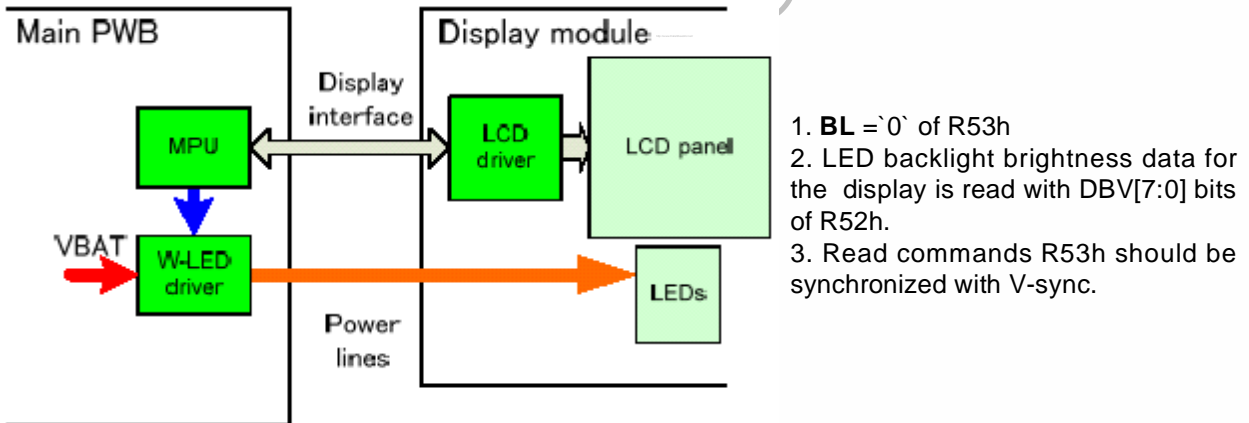 Main PWB
Display module
Display
interface
MPU
LCD
driver
LCD panel
VBAT
W-LED
driver
LEDs
Power
lines
1. BL =`0` of R53h
2. LED backlight brightness data for
the display is read with DBV[7:0] bits
of R52h.
3. Read commands R53h should be
synchronized with V-sync.